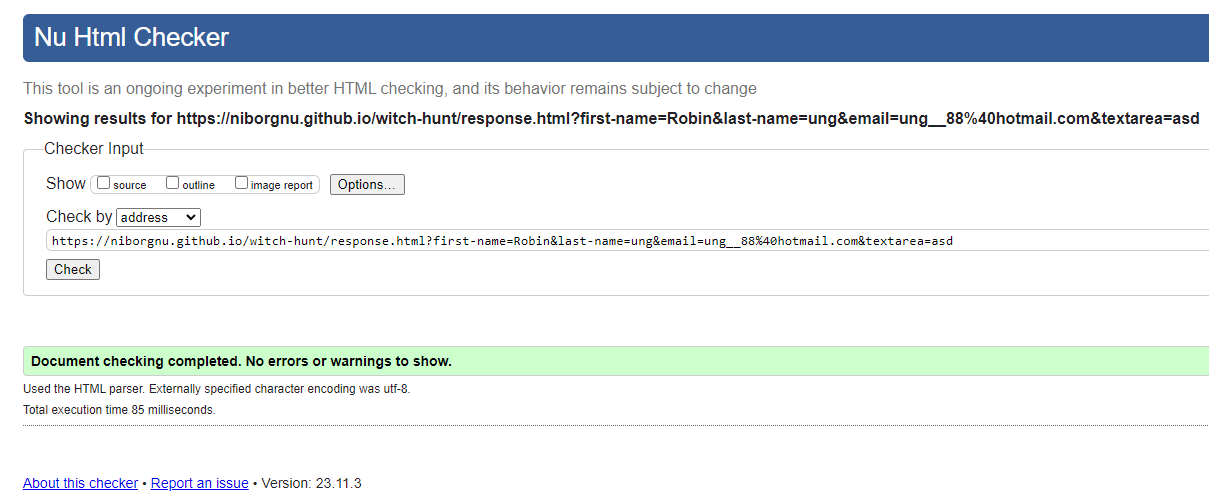 Nu Html Checker
This tool is an ongoing experiment in better HTML checking, and its behavior remains subject to change
Showing results for https://niborgnu.github.io/witch-hunt/response.html?first-name=Robin&last-name=ung&email=ung__88%40hotmail.com&textarea=asd
Checker Input
Show source outline image report Options...
Check by address
https://niborgnu.github.io/witch-hunt/response.html?first-name=Robin&last-name=ung&email=ung__88%40hotmail.com&textarea=asd
Check
Document checking completed. No errors or warnings to show.
Used the HTML parser. Externally specified character encoding was utf-8.
Total execution time 85 milliseconds.
About this checker • Report an issue • Version: 23.11.3